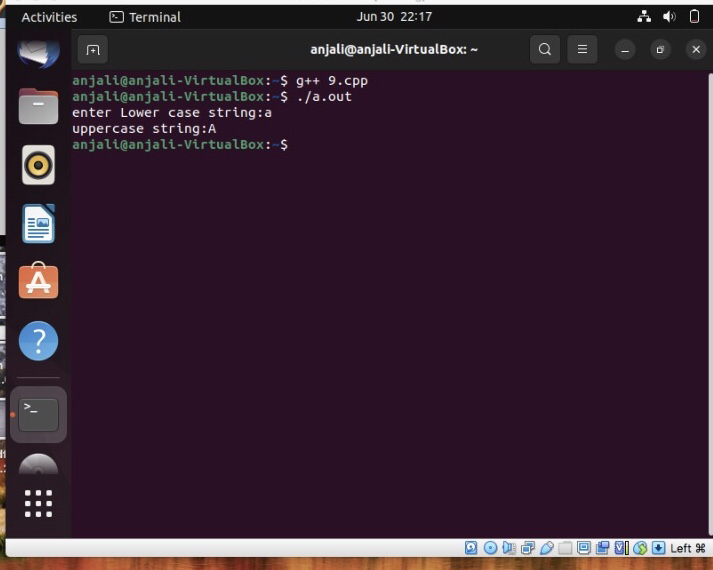 Activities Terminal Jun 30 22:17
anjali@anjali-VirtualBox: ~
anjali@anjali-VirtualBox:~$ g++ 9.cpp
anjali@anjali-VirtualBox:~$ ./a.out
enter Lower case string:a
uppercase string:A
anjali@anjali-VirtualBox:~$
Left ⌘